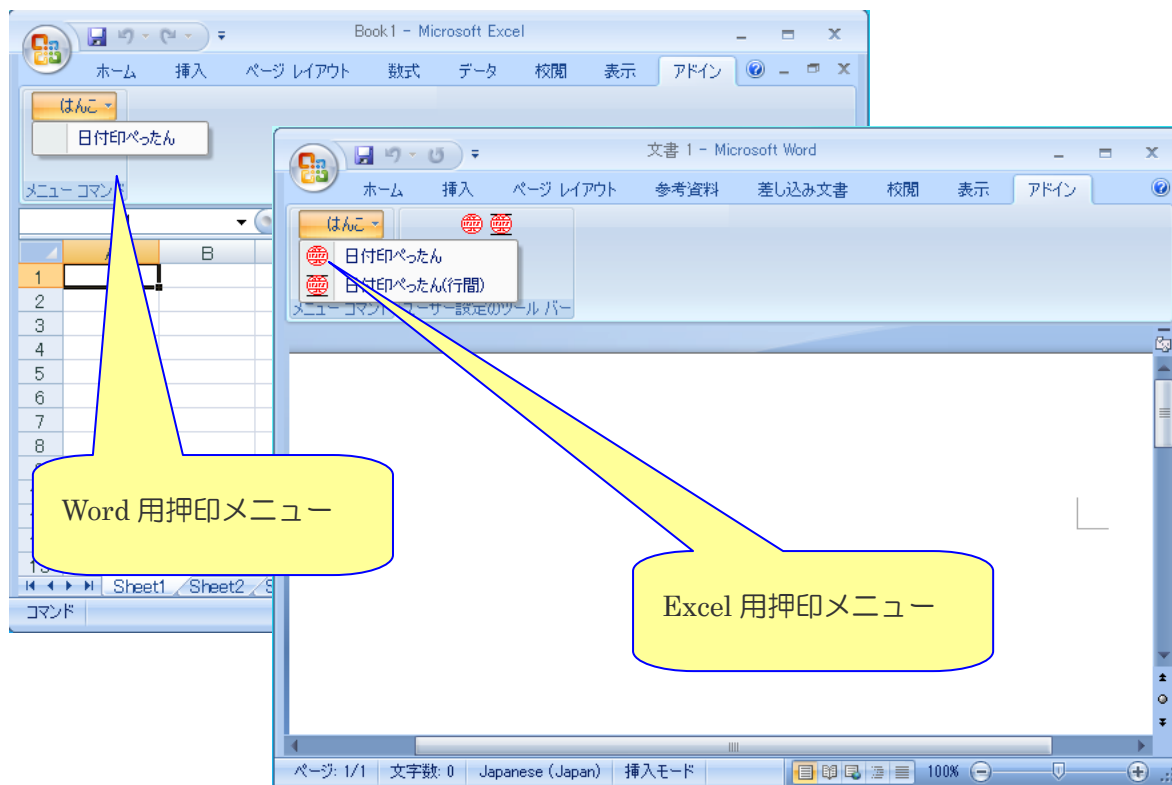 Book1 - Microsoft Excel
ホーム 挿入 ページ レイアウト 数式 データ 校閲 表示 アドイン
はんこ
日付印ぺったん
メニュー コマンド
A B
1
2
3
4
5
6
7
8
Word 用押印メニュー
Sheet1 Sheet2
コマンド
文書 1 - Microsoft Word
ホーム 挿入 ページ レイアウト 参考資料 差し込み文書 校閲 表示 アドイン
はんこ
日付印ぺったん
日付印ぺったん(行間)
メニュー コマンド ユーザー設定のツール バー
Excel 用押印メニュー
ページ: 1/1 文字数: 0 Japanese (Japan) 挿入モード 100%